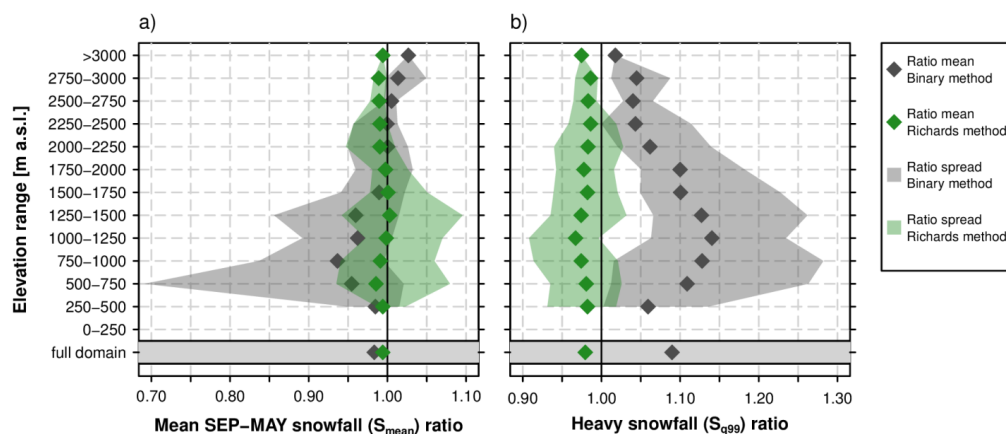 a)
b)
Elevation range [m a.s.l.]
>3000
2750–3000
2500–2750
2250–2500
2000–2250
1750–2000
1500–1750
1250–1500
1000–1250
750–1000
500–750
250–500
0–250
full domain
0.70 0.80 0.90 1.00 1.10
Mean SEP–MAY snowfall (Smean) ratio
0.90 1.00 1.10 1.20 1.30
Heavy snowfall (Sq99) ratio
Ratio mean
Binary method
Ratio mean
Richards method
Ratio spread
Binary method
Ratio spread
Richards method